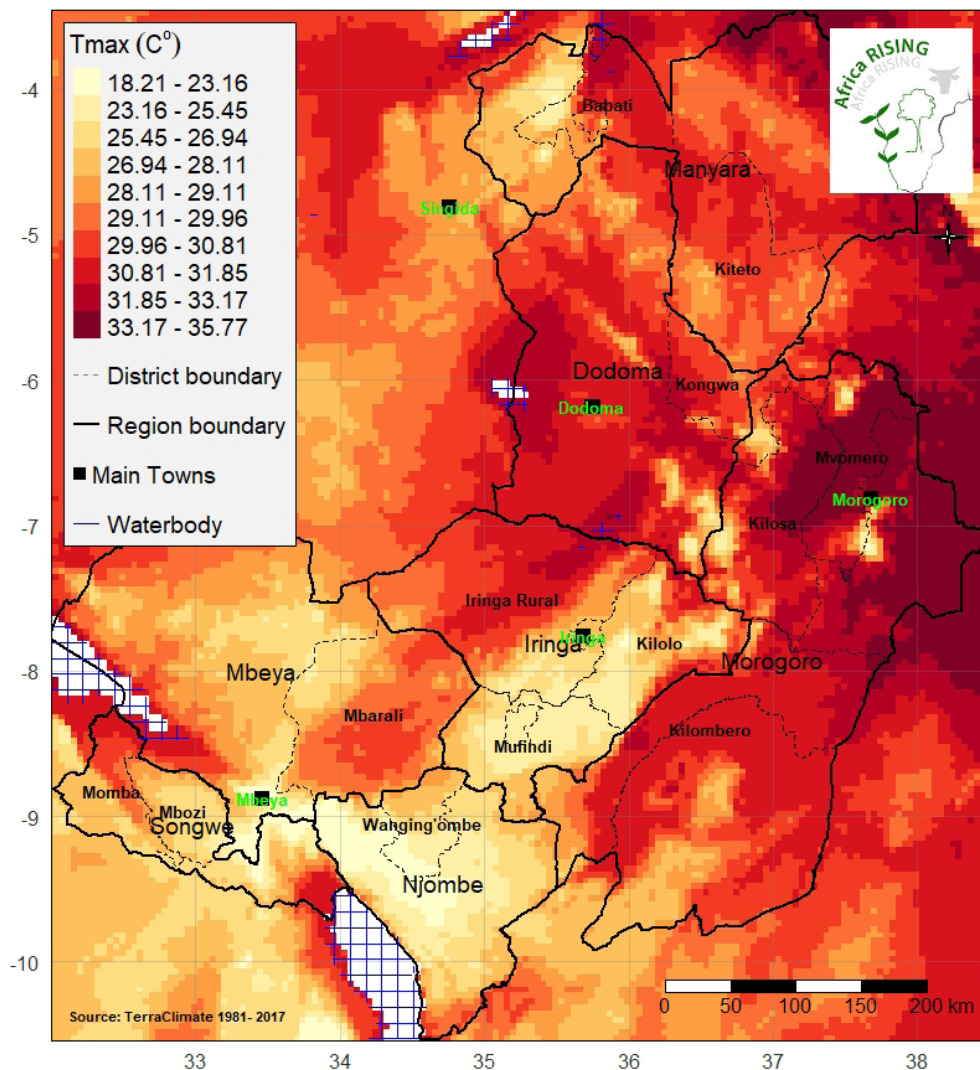 Tmax (C°)
18.21 - 23.16
23.16 - 25.45
25.45 - 26.94
26.94 - 28.11
28.11 - 29.11
29.11 - 29.96
29.96 - 30.81
30.81 - 31.85
31.85 - 33.17
33.17 - 35.77
District boundary
Region boundary
Main Towns
Waterbody
Africa RISING
Africa RISING
N
-4
-5
-6
-7
-8
-9
-10
Babati
Manyara
Singida
Kiteto
Dodoma
Kongwa
Dodoma
Mvomero
Morogoro
Kilosa
Iringa Rural
Iringa
Iringa
Kilolo
Morogoro
Mbeya
Mbarali
Mufindi
Kilombero
Momba
Mbozi
Songwe
Mbeya
Wanging'ombe
Njombe
0 50 100 150 200 km
Source: TerraClimate 1981- 2017
33 34 35 36 37 38